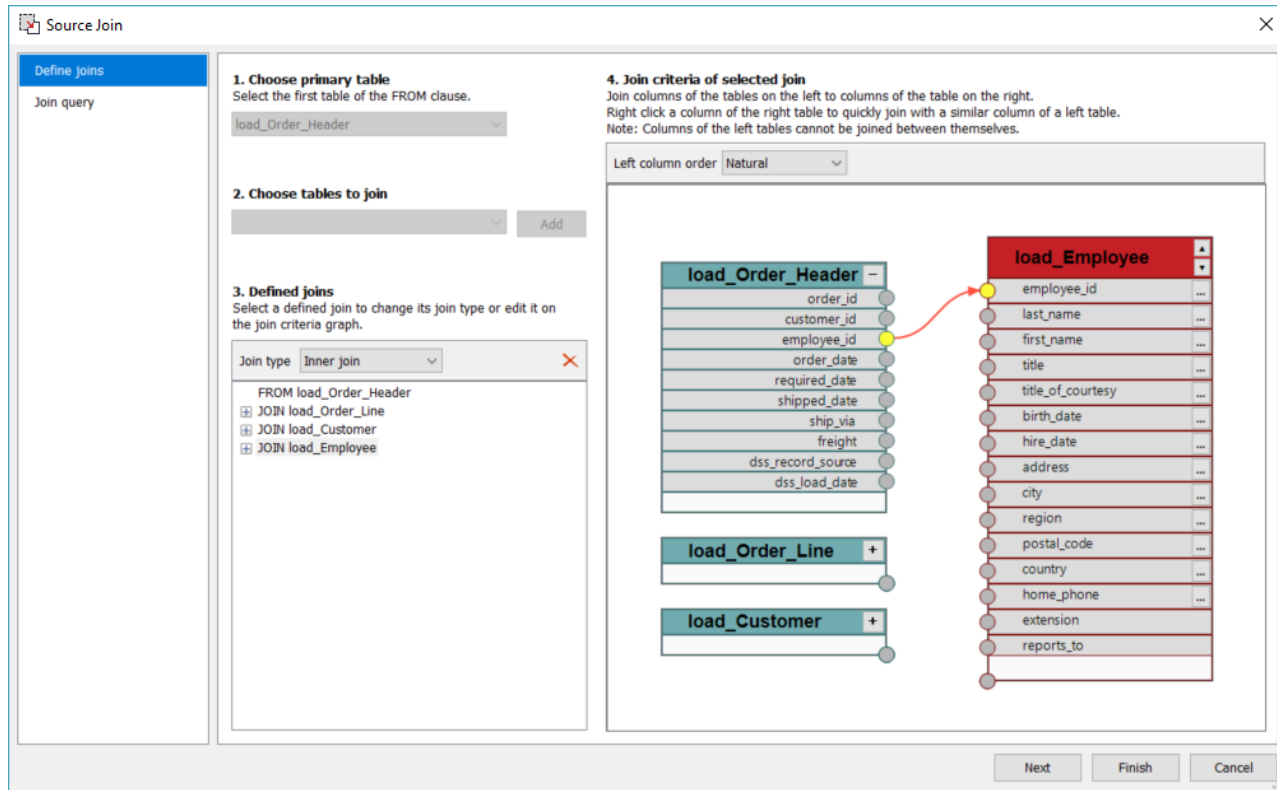 Source Join
Define joins
Join query
1. Choose primary table
Select the first table of the FROM clause.
load_Order_Header
2. Choose tables to join
Add
3. Defined joins
Select a defined join to change its join type or edit it on
the join criteria graph.
Join type Inner join
FROM load_Order_Header
JOIN load_Order_Line
JOIN load_Customer
JOIN load_Employee
4. Join criteria of selected join
Join columns of the tables on the left to columns of the table on the right.
Right click a column of the right table to quickly join with a similar column of a left table.
Note: Columns of the left tables cannot be joined between themselves.
Left column order Natural
load_Order_Header
order_id
customer_id
employee_id
order_date
required_date
shipped_date
ship_via
freight
dss_record_source
dss_load_date
load_Order_Line
load_Customer
load_Employee
employee_id ...
last_name ...
first_name ...
title ...
title_of_courtesy ...
birth_date ...
hire_date ...
address ...
city ...
region ...
postal_code ...
country ...
home_phone ...
extension
reports_to
Next Finish Cancel